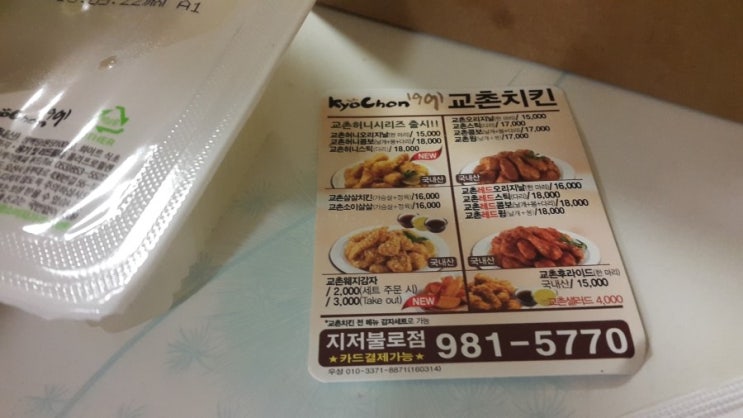 KyoChon 1991 교촌치킨
교촌허니시리즈 출시!!
교촌허니오리지날(한 마리)/ 15,000
교촌허니콤보(날개+봉+다리)/ 18,000
교촌허니스틱(다리)/ 18,000
NEW
국내산
교촌오리지날(한 마리)/ 15,000
교촌스틱(다리)/17,000
교촌콤보(날개+봉+다리)/17,000
교촌윙(날개+봉)/17,000
국내산
교촌살살치킨(가슴살+정육)/16,000
교촌소이살살(가슴살+정육)/16,000
국내산
교촌레드오리지날(한 마리)/ 16,000
교촌레드스틱(다리)/18,000
교촌레드콤보(날개+봉+다리)/ 18,000
교촌레드윙(날개+봉)/18,000
국내산
교촌웨지감자
/ 2,000(세트 주문 시)
/ 3,000(Take out)
NEW
교촌후라이드(한 마리)
국내산/ 15,000
교촌샐러드 4,000
*교촌치킨 전 메뉴 감자세트로 가능
지저불로점
★카드결제가능★
981-5770
우성 010-3371-8871(160314)
A1